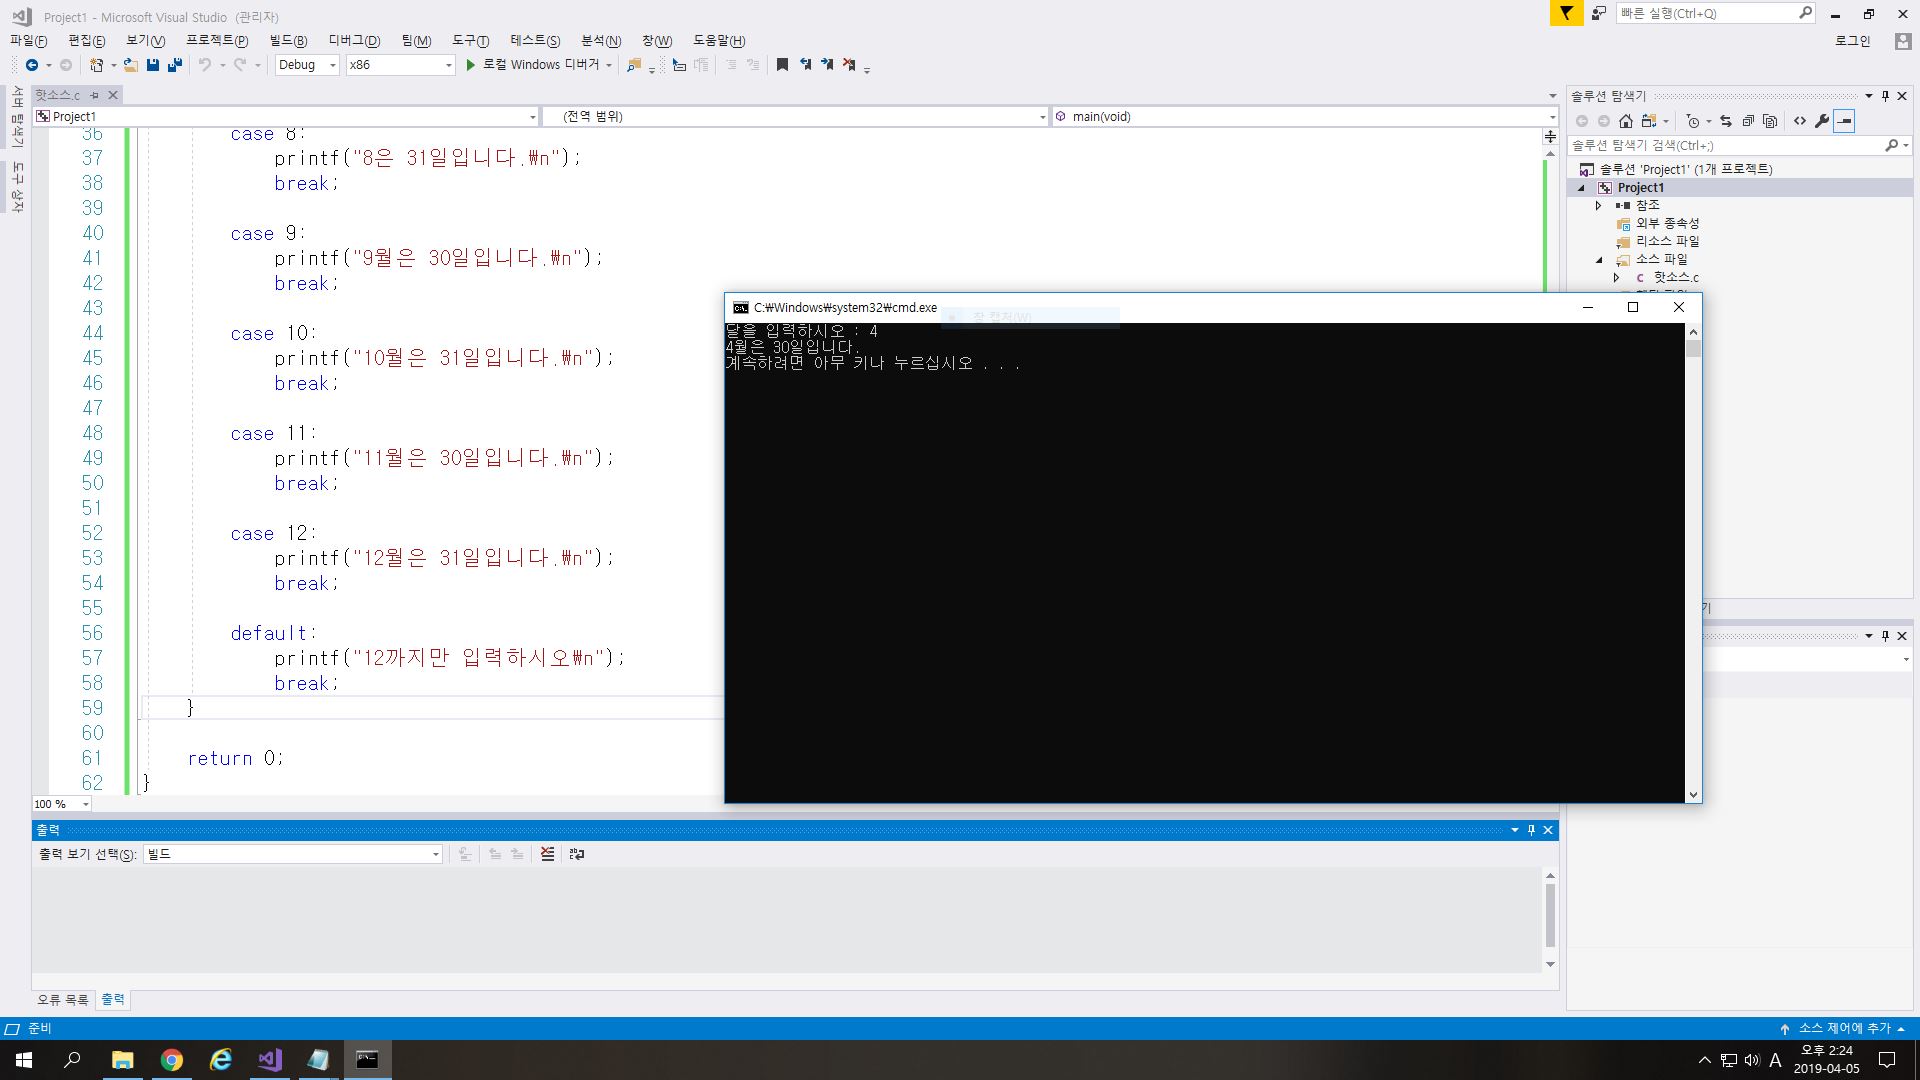 Project1 - Microsoft Visual Studio (관리자)
빠른 실행(Ctrl+Q)
파일(F) 편집(E) 보기(V) 프로젝트(P) 빌드(B) 디버그(D) 팀(M) 도구(T) 테스트(S) 분석(N) 창(W) 도움말(H)
로그인
Debug x86 로컬 Windows 디버거
서버 탐색기
도구 상자
핫소스.c
Project1 (전역 범위) main(void)
36 case 8:
37 printf("8은 31일입니다.₩n");
38 break;
39
40 case 9:
41 printf("9월은 30일입니다.₩n");
42 break;
43
44 case 10:
45 printf("10월은 31일입니다.₩n");
46 break;
47
48 case 11:
49 printf("11월은 30일입니다.₩n");
50 break;
51
52 case 12:
53 printf("12월은 31일입니다.₩n");
54 break;
55
56 default:
57 printf("12까지만 입력하시오₩n");
58 break;
59 }
60
61 return 0;
62 }
100 %
C:₩Windows₩system32₩cmd.exe
창 캡처(W)
달을 입력하시오 : 4
4월은 30일입니다.
계속하려면 아무 키나 누르십시오 . . .
솔루션 탐색기
솔루션 탐색기 검색(Ctrl+;)
솔루션 'Project1' (1개 프로젝트)
Project1
참조
외부 종속성
리소스 파일
소스 파일
핫소스.c
출력
출력 보기 선택(S): 빌드
오류 목록 출력
준비
소스 제어에 추가
A
오후 2:24
2019-04-05